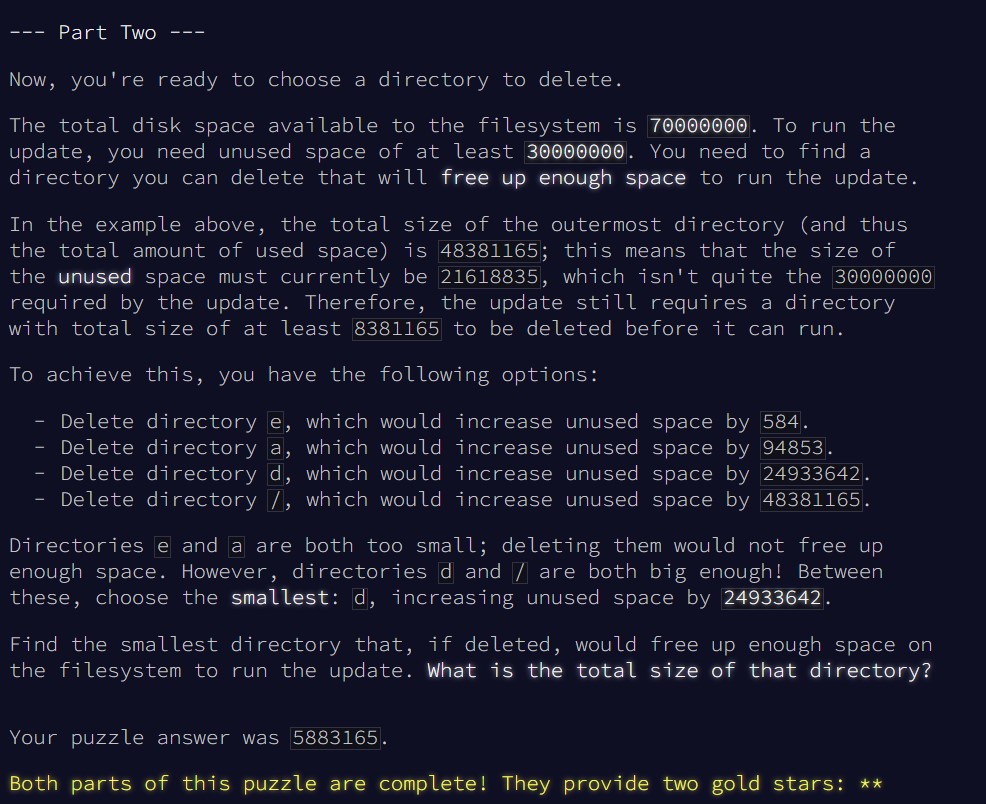 --- Part Two ---
Now, you're ready to choose a directory to delete.
The total disk space available to the filesystem is 70000000. To run the
update, you need unused space of at least 30000000. You need to find a
directory you can delete that will free up enough space to run the update.
In the example above, the total size of the outermost directory (and thus
the total amount of used space) is 48381165; this means that the size of
the unused space must currently be 21618835, which isn't quite the 30000000
required by the update. Therefore, the update still requires a directory
with total size of at least 8381165 to be deleted before it can run.
To achieve this, you have the following options:
- Delete directory e, which would increase unused space by 584.
- Delete directory a, which would increase unused space by 94853.
- Delete directory d, which would increase unused space by 24933642.
- Delete directory /, which would increase unused space by 48381165.
Directories e and a are both too small; deleting them would not free up
enough space. However, directories d and / are both big enough! Between
these, choose the smallest: d, increasing unused space by 24933642.
Find the smallest directory that, if deleted, would free up enough space on
the filesystem to run the update. What is the total size of that directory?
Your puzzle answer was 5883165.
Both parts of this puzzle are complete! They provide two gold stars: **